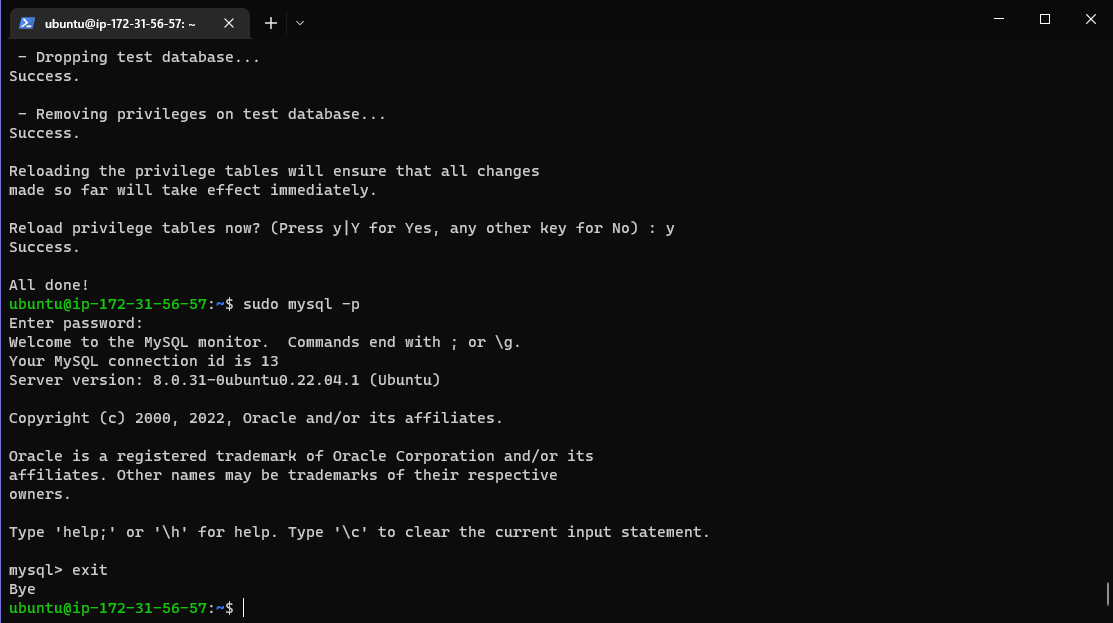 ubuntu@ip-172-31-56-57: ~
- Dropping test database...
Success.
- Removing privileges on test database...
Success.
Reloading the privilege tables will ensure that all changes
made so far will take effect immediately.
Reload privilege tables now? (Press y|Y for Yes, any other key for No) : y
Success.
All done!
ubuntu@ip-172-31-56-57:~$ sudo mysql -p
Enter password:
Welcome to the MySQL monitor.  Commands end with ; or \g.
Your MySQL connection id is 13
Server version: 8.0.31-0ubuntu0.22.04.1 (Ubuntu)
Copyright (c) 2000, 2022, Oracle and/or its affiliates.
Oracle is a registered trademark of Oracle Corporation and/or its
affiliates. Other names may be trademarks of their respective
owners.
Type 'help;' or '\h' for help. Type '\c' to clear the current input statement.
mysql> exit
Bye
ubuntu@ip-172-31-56-57:~$